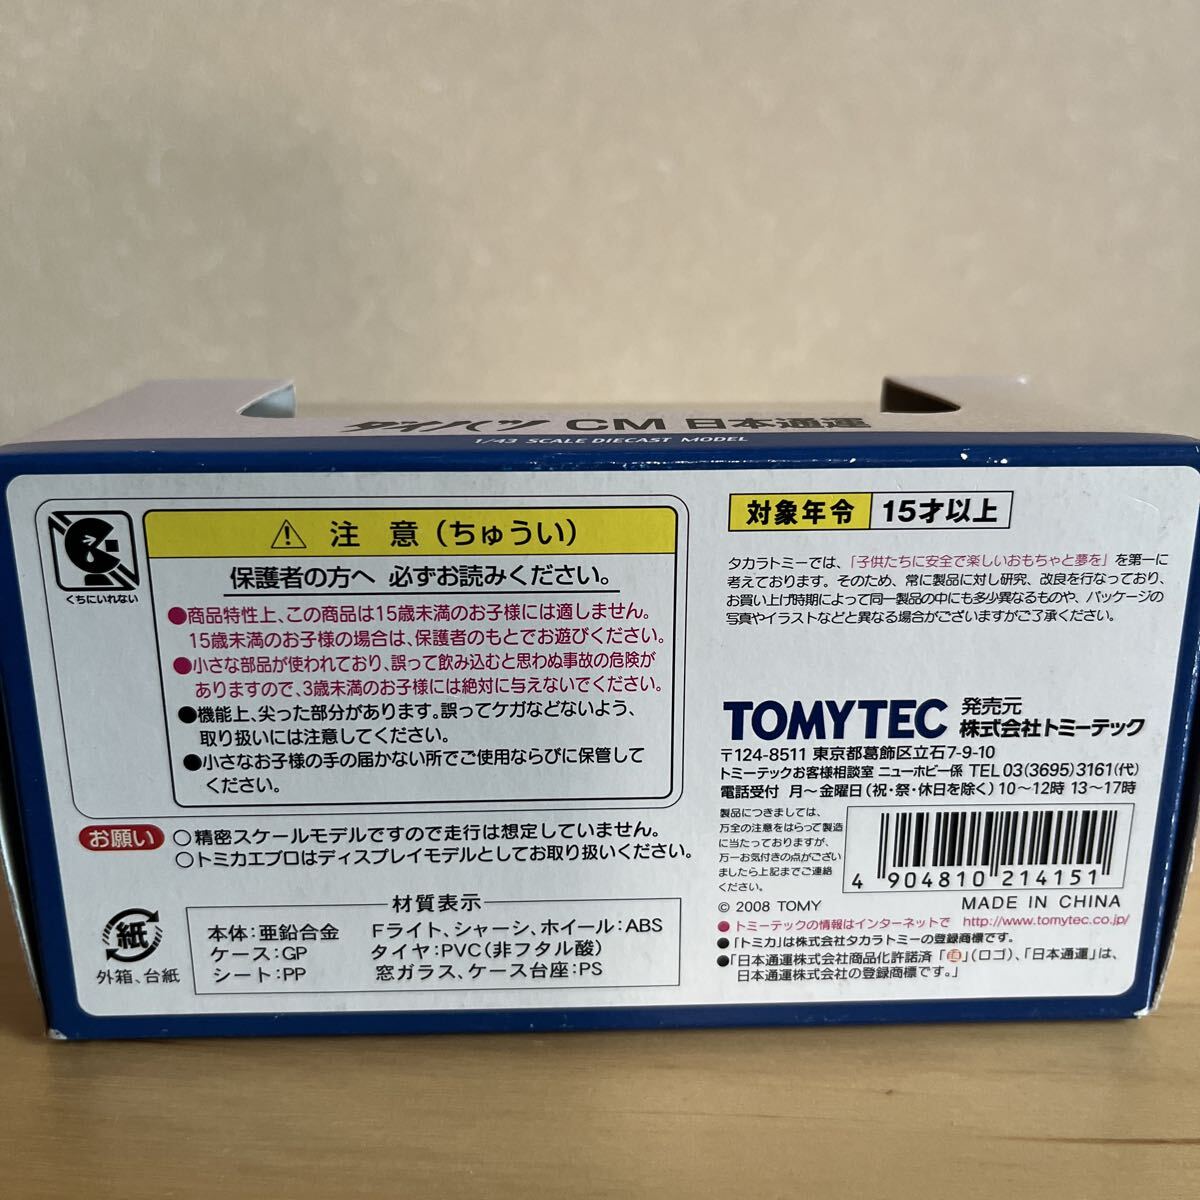 ダイハツ CM 日本通運
1/43 SCALE DIECAST MODEL
くちにいれない
注 意（ちゅうい）
保護者の方へ 必ずお読みください。
●商品特性上、この商品は15歳未満のお子様には適しません。
15歳未満のお子様の場合は、保護者のもとでお遊びください。
●小さな部品が使われており、誤って飲み込むと思わぬ事故の危険が
ありますので、3歳未満のお子様には絶対に与えないでください。
●機能上、尖った部分があります。誤ってケガなどないよう、
取り扱いには注意してください。
●小さなお子様の手の届かない所でご使用ならびに保管して
ください。
お願い
○精密スケールモデルですので走行は想定していません。
○トミカエブロはディスプレイモデルとしてお取り扱いください。
紙
外箱、台紙
材質表示
本体：亜鉛合金 Fライト、シャーシ、ホイール：ABS
ケース：GP タイヤ：PVC（非フタル酸）
シート：PP 窓ガラス、ケース台座：PS
対象年令 15才以上
タカラトミーでは、「子供たちに安全で楽しいおもちゃと夢を」を第一に
考えております。そのため、常に製品に対し研究、改良を行なっており、
お買い上げ時期によって同一製品の中にも多少異なるものや、パッケージの
写真やイラストなどと異なる場合がございますがご了承ください。
TOMYTEC 発売元
株式会社トミーテック
〒124-8511 東京都葛飾区立石7-9-10
トミーテックお客様相談室 ニューホビー係 TEL 03(3695)3161(代)
電話受付 月～金曜日（祝・祭・休日を除く）10～12時 13～17時
製品につきましては、
万全の注意をはらって製造
に当たっておりますが、
万一お気付きの点がござい
ましたら上記までご連絡
ください。
4 904810 214151
© 2008 TOMY
MADE IN CHINA
●トミーテックの情報はインターネットで http://www.tomytec.co.jp/
●「トミカ」は株式会社タカラトミーの登録商標です。
●「日本通運株式会社商品化許諾済「通」（ロゴ）、「日本通運」は、
日本通運株式会社の登録商標です。」